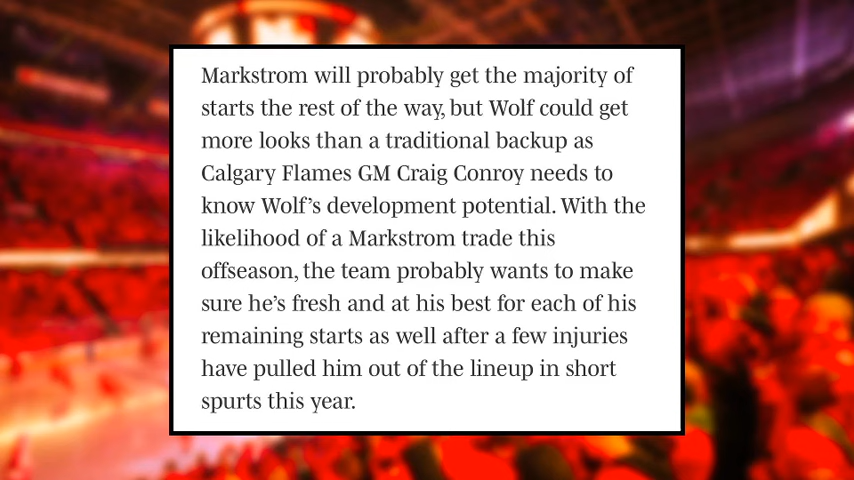 Markstrom will probably get the majority of
starts the rest of the way, but Wolf could get
more looks than a traditional backup as
Calgary Flames GM Craig Conroy needs to
know Wolf’s development potential. With the
likelihood of a Markstrom trade this
offseason, the team probably wants to make
sure he’s fresh and at his best for each of his
remaining starts as well after a few injuries
have pulled him out of the lineup in short
spurts this year.